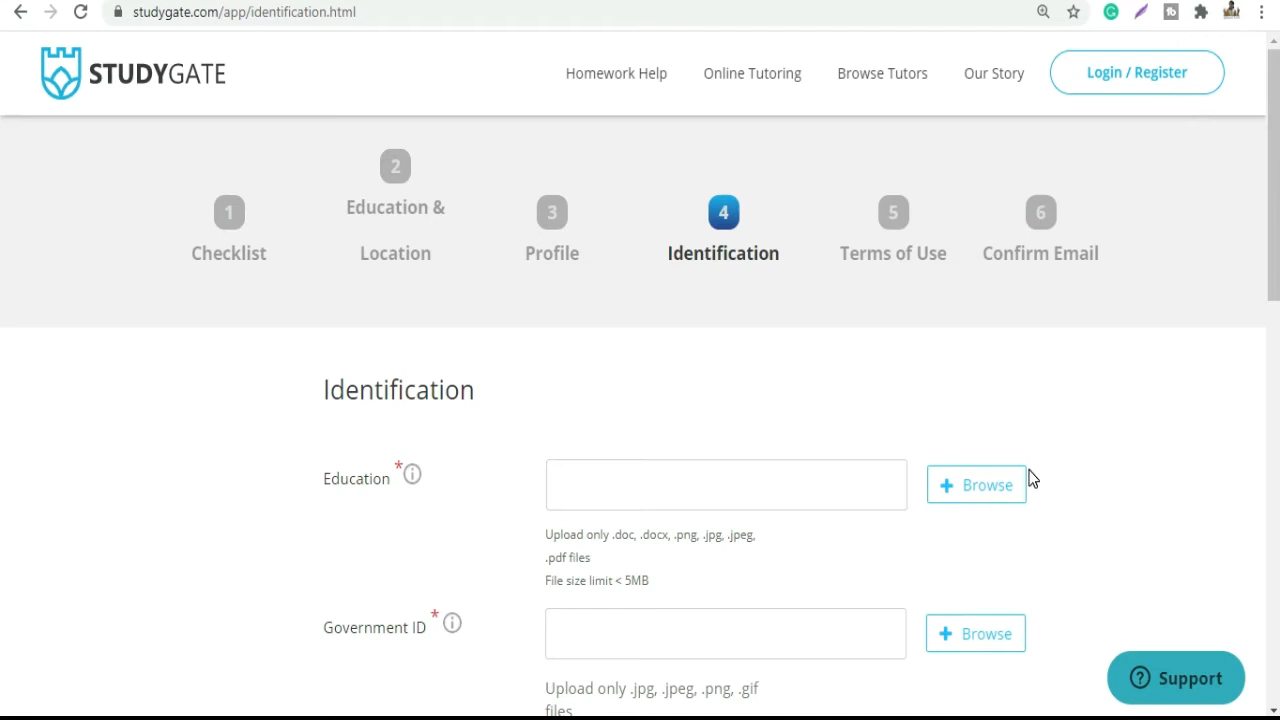 studygate.com/app/identification.html
STUDYGATE
Homework Help
Online Tutoring
Browse Tutors
Our Story
Login / Register
1
Checklist
2
Education &
Location
3
Profile
4
Identification
5
Terms of Use
6
Confirm Email
Identification
Education *
+ Browse
Upload only .doc, .docx, .png, .jpg, .jpeg,
.pdf files
File size limit < 5MB
Government ID *
+ Browse
Upload only .jpg, .jpeg, .png, .gif
files
? Support